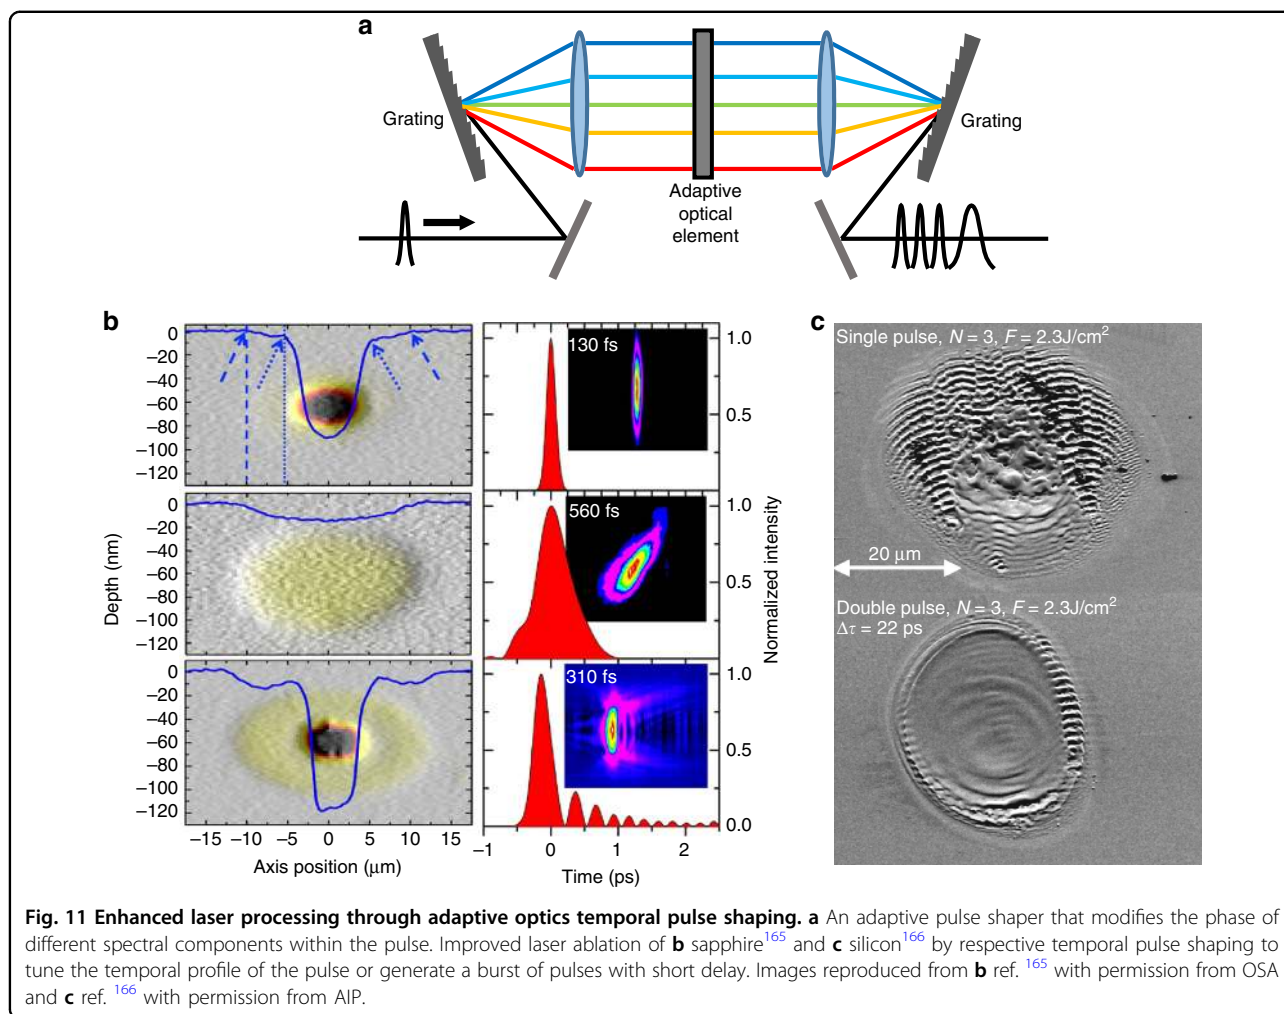 a
Grating
Grating
Adaptive
optical
element
b
0
−20
−40
−60
−80
−100
−120
0
−20
−40
−60
−80
−100
−120
0
−20
−40
−60
−80
−100
−120
Depth (nm)
−15 −10 −5 0 5 10 15
Axis position (μm)
130 fs
1.0
0.5
560 fs
1.0
0.5
310 fs
1.0
0.5
0.0
Normalized intensity
−1 0 1 2
Time (ps)
c
Single pulse, N = 3, F = 2.3J/cm²
20 μm
Double pulse, N = 3, F = 2.3J/cm²
Δτ = 22 ps
Fig. 11 Enhanced laser processing through adaptive optics temporal pulse shaping. a An adaptive pulse shaper that modifies the phase of
different spectral components within the pulse. Improved laser ablation of b sapphire¹⁶⁵ and c silicon¹⁶⁶ by respective temporal pulse shaping to
tune the temporal profile of the pulse or generate a burst of pulses with short delay. Images reproduced from b ref. ¹⁶⁵ with permission from OSA
and c ref. ¹⁶⁶ with permission from AIP.